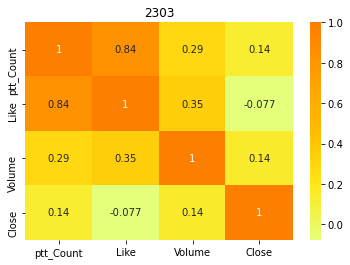 2303
ptt_Count 1 0.84 0.29 0.14
Like 0.84 1 0.35 -0.077
Volume 0.29 0.35 1 0.14
Close 0.14 -0.077 0.14 1
ptt_Count Like Volume Close
1.0
0.8
0.6
0.4
0.2
0.0